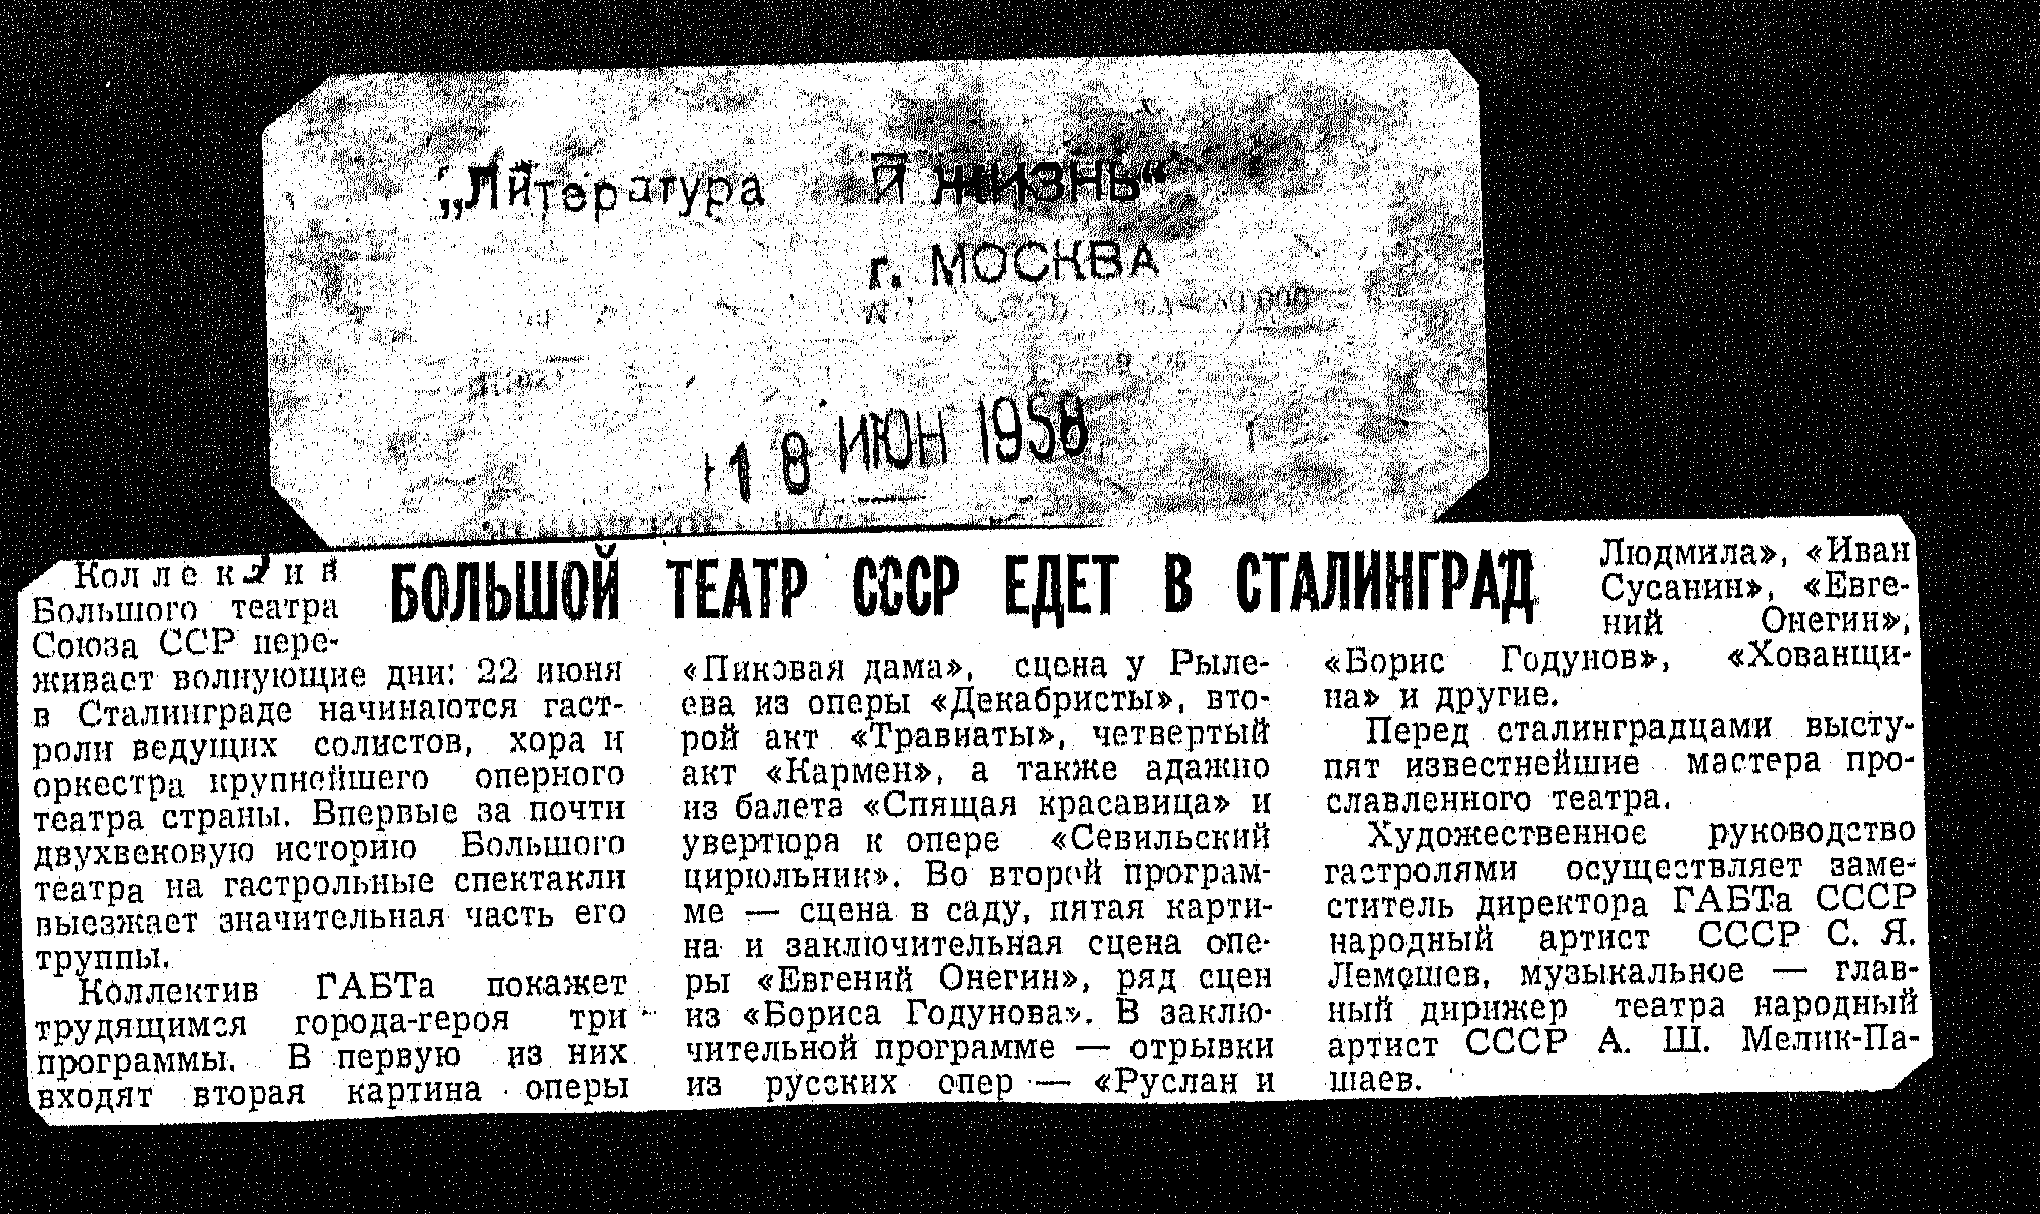 „Литература и жизнь“
г. МОСКВА
18 ИЮН 1958
БОЛЬШОЙ ТЕАТР СССР ЕДЕТ В СТАЛИНГРАД
Коллектив
Большого театра
Союза ССР пере-
живает волнующие дни: 22 июня
в Сталинграде начинаются гаст-
роли ведущих солистов, хора и
оркестра крупнейшего оперного
театра страны. Впервые за почти
двухвековую историю Большого
театра на гастрольные спектакли
выезжает значительная часть его
труппы.
Коллектив ГАБТа покажет
трудящимся города-героя три
программы. В первую из них
входят вторая картина оперы
«Пиковая дама», сцена у Рыле-
ева из оперы «Декабристы», вто-
рой акт «Травиаты», четвертый
акт «Кармен», а также адажио
из балета «Спящая красавица» и
увертюра к опере «Севильский
цирюльник». Во второй програм-
ме — сцена в саду, пятая карти-
на и заключительная сцена опе-
ры «Евгений Онегин», ряд сцен
из «Бориса Годунова». В заклю-
чительной программе — отрывки
из русских опер — «Руслан и
Людмила», «Иван
Сусанин», «Евге-
ний Онегин»,
«Борис Годунов», «Хованщи-
на» и другие.
Перед сталинградцами высту-
пят известнейшие мастера про-
славленного театра.
Художественное руководство
гастролями осуществляет заме-
ститель директора ГАБТа СССР
народный артист СССР С. Я.
Лемешев, музыкальное — глав-
ный дирижер театра народный
артист СССР А. Ш. Мелик-Па-
шаев.